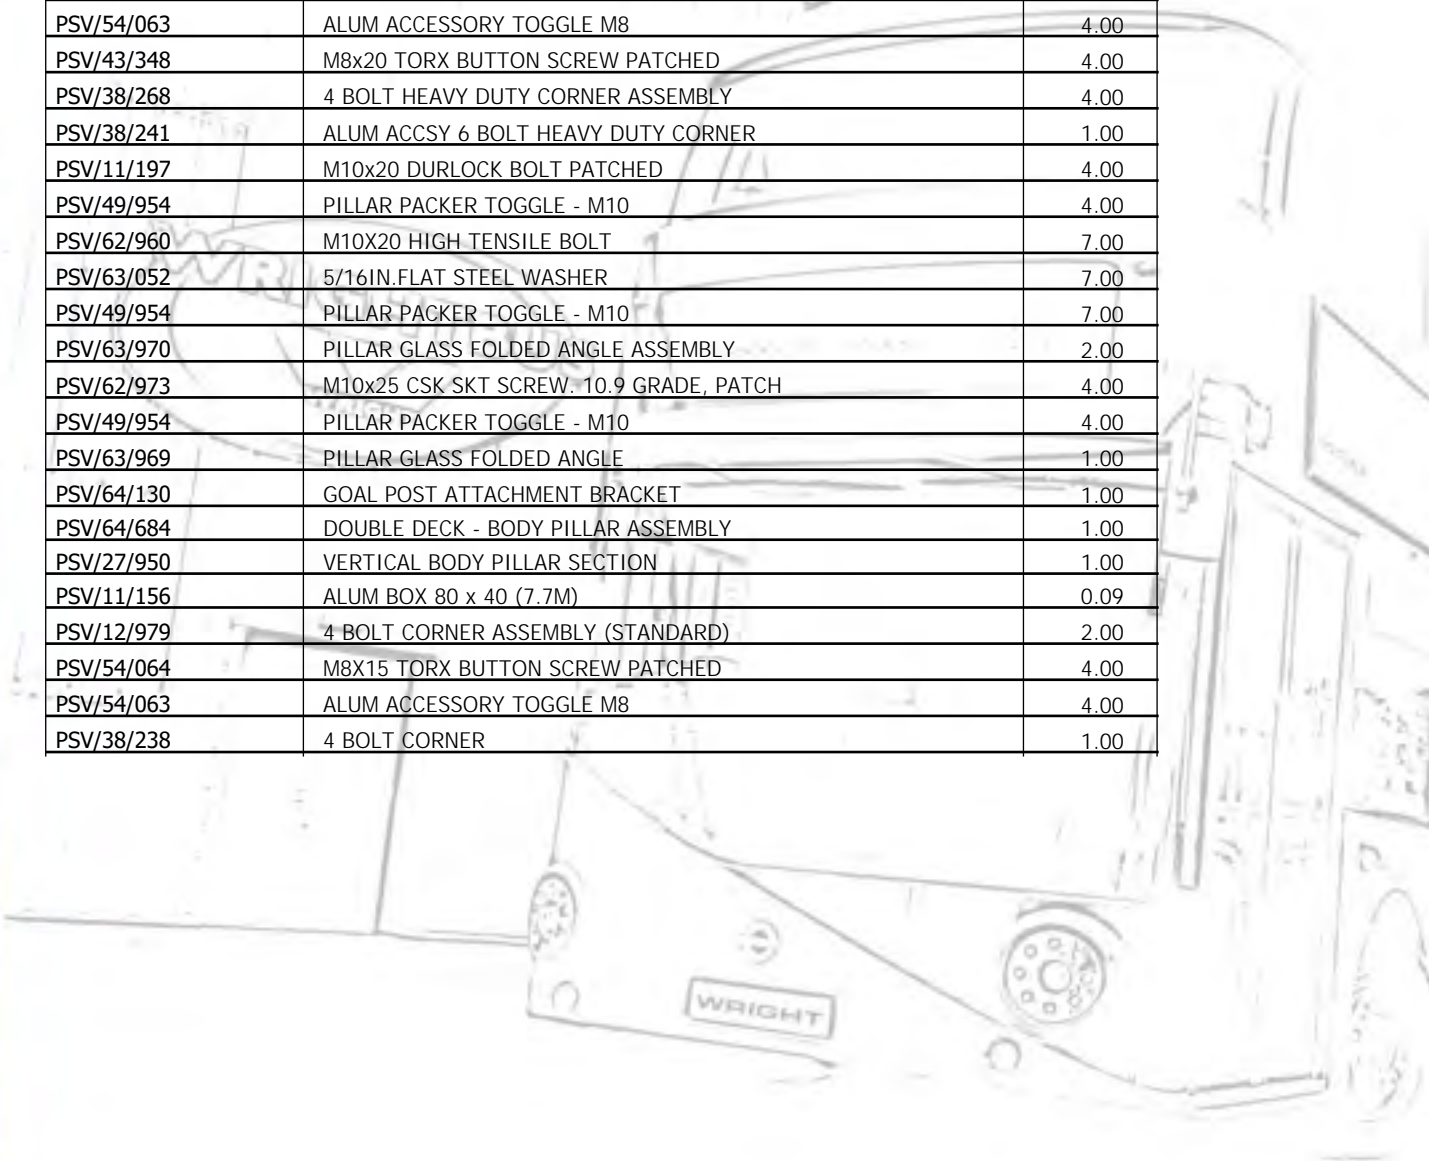 PSV/54/063 ALUM ACCESSORY TOGGLE M8 4.00
PSV/43/348 M8x20 TORX BUTTON SCREW PATCHED 4.00
PSV/38/268 4 BOLT HEAVY DUTY CORNER ASSEMBLY 4.00
PSV/38/241 ALUM ACCSY 6 BOLT HEAVY DUTY CORNER 1.00
PSV/11/197 M10x20 DURLOCK BOLT PATCHED 4.00
PSV/49/954 PILLAR PACKER TOGGLE - M10 4.00
PSV/62/960 M10X20 HIGH TENSILE BOLT 7.00
PSV/63/052 5/16IN.FLAT STEEL WASHER 7.00
PSV/49/954 PILLAR PACKER TOGGLE - M10 7.00
PSV/63/970 PILLAR GLASS FOLDED ANGLE ASSEMBLY 2.00
PSV/62/973 M10x25 CSK SKT SCREW. 10.9 GRADE, PATCH 4.00
PSV/49/954 PILLAR PACKER TOGGLE - M10 4.00
PSV/63/969 PILLAR GLASS FOLDED ANGLE 1.00
PSV/64/130 GOAL POST ATTACHMENT BRACKET 1.00
PSV/64/684 DOUBLE DECK - BODY PILLAR ASSEMBLY 1.00
PSV/27/950 VERTICAL BODY PILLAR SECTION 1.00
PSV/11/156 ALUM BOX 80 x 40 (7.7M) 0.09
PSV/12/979 4 BOLT CORNER ASSEMBLY (STANDARD) 2.00
PSV/54/064 M8X15 TORX BUTTON SCREW PATCHED 4.00
PSV/54/063 ALUM ACCESSORY TOGGLE M8 4.00
PSV/38/238 4 BOLT CORNER 1.00
WRIGHTBUS
WRIGHT